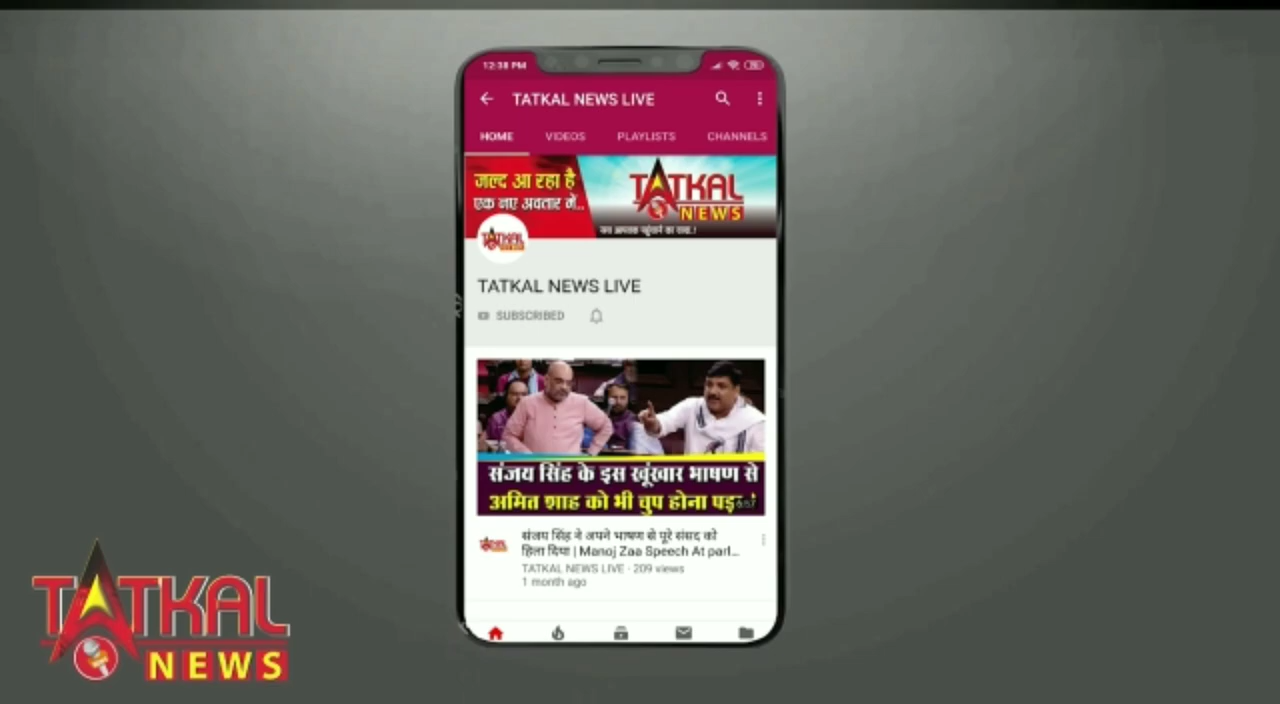 12:38 PM
TATKAL NEWS LIVE
HOME VIDEOS PLAYLISTS CHANNELS
जल्द आ रहा है
एक नए अवतार में..
TATKAL
NEWS
TATKAL
TATKAL NEWS LIVE
SUBSCRIBED
संजय सिंह के इस खूंखार भाषण से
अमित शाह को भी चुप होना
TATKAL
संजय सिंह ने अपने भाषण से पूरे संसद को
हिला दिया | Manoj Zaa Speech At parl...
TATKAL NEWS LIVE · 209 views
1 month ago
TATKAL
NEWS